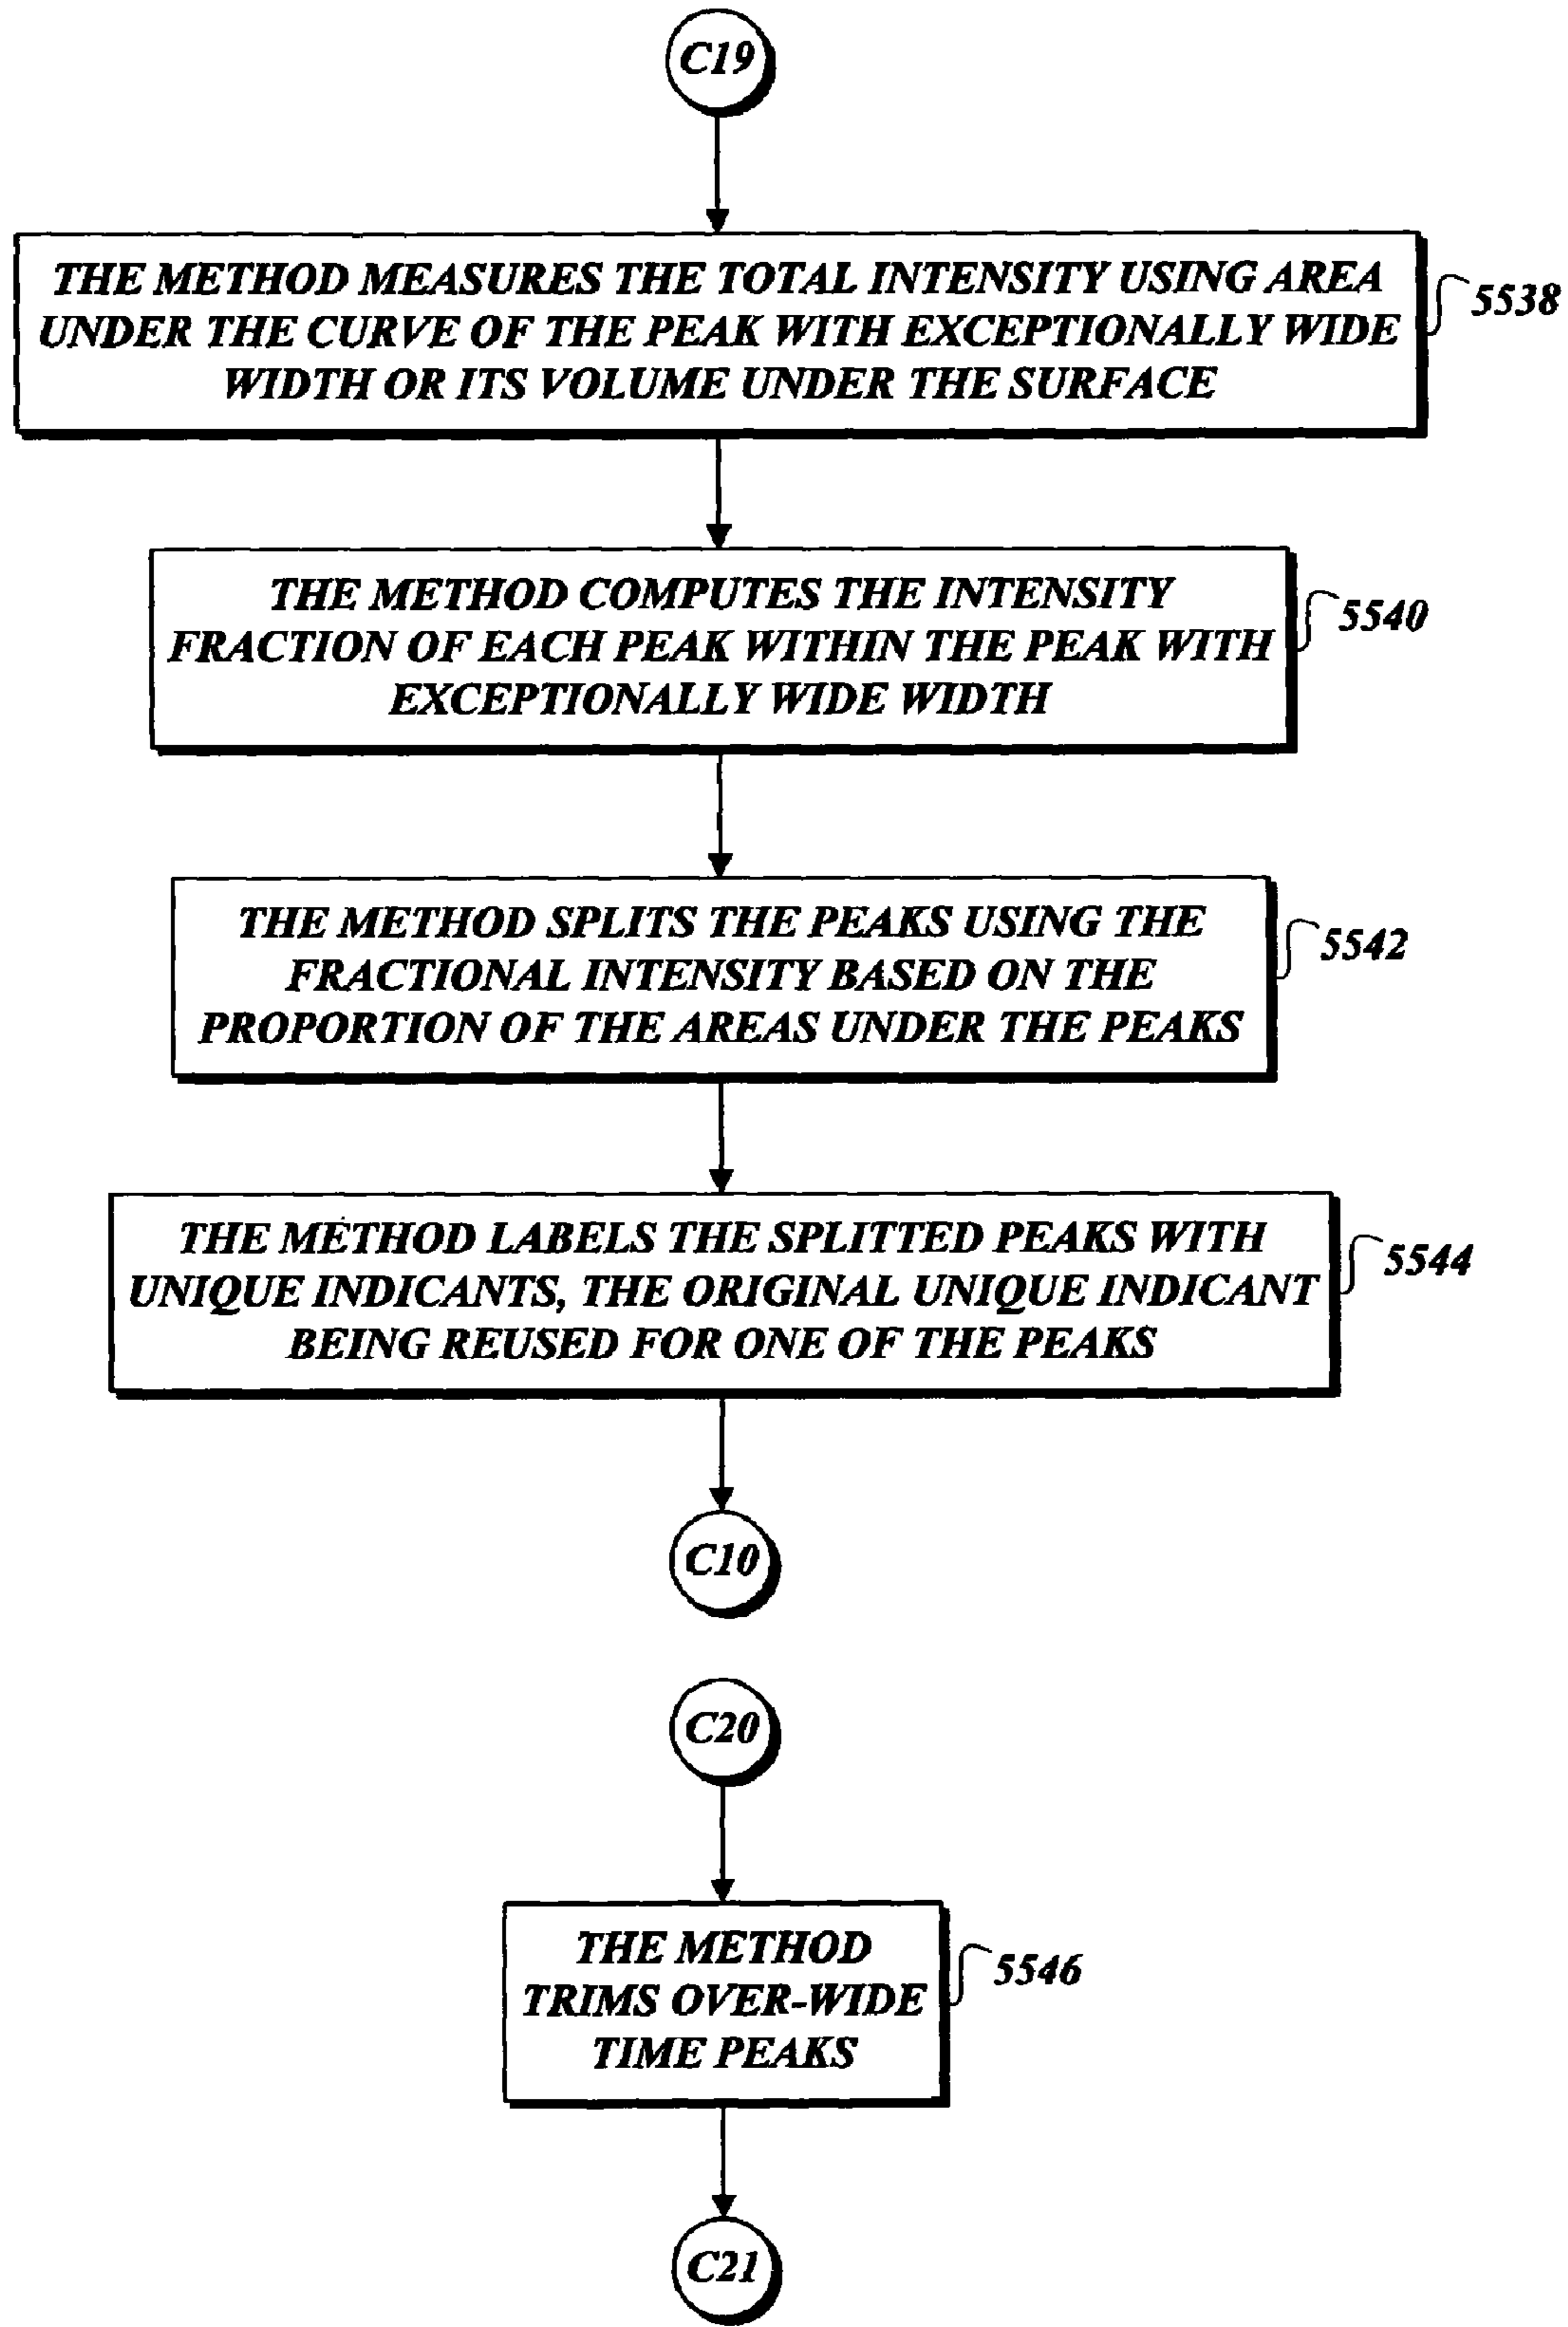 C19
THE METHOD MEASURES THE TOTAL INTENSITY USING AREA
UNDER THE CURVE OF THE PEAK WITH EXCEPTIONALLY WIDE
WIDTH OR ITS VOLUME UNDER THE SURFACE
5538
THE METHOD COMPUTES THE INTENSITY
FRACTION OF EACH PEAK WITHIN THE PEAK WITH
EXCEPTIONALLY WIDE WIDTH
5540
THE METHOD SPLITS THE PEAKS USING THE
FRACTIONAL INTENSITY BASED ON THE
PROPORTION OF THE AREAS UNDER THE PEAKS
5542
THE METHOD LABELS THE SPLITTED PEAKS WITH
UNIQUE INDICANTS, THE ORIGINAL UNIQUE INDICANT
BEING REUSED FOR ONE OF THE PEAKS
5544
C10
C20
THE METHOD
TRIMS OVER-WIDE
TIME PEAKS
5546
C21